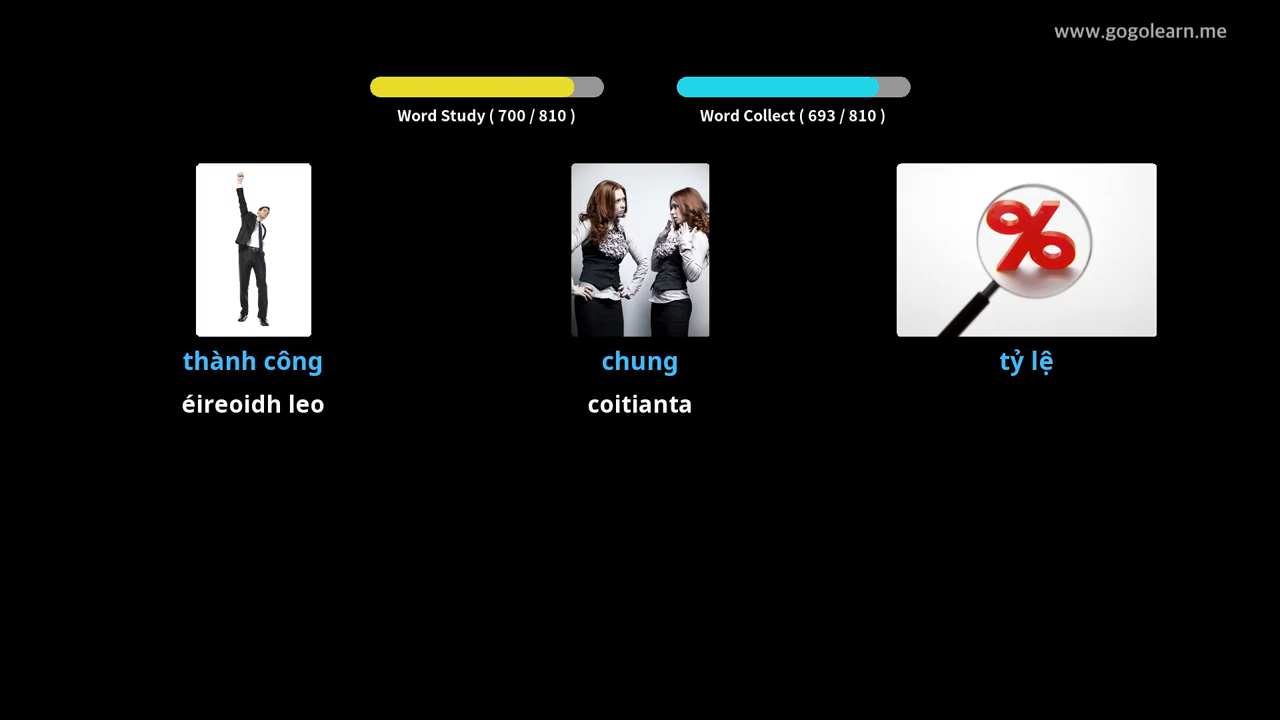 www.gogolearn.me
Word Study ( 700 / 810 )
Word Collect ( 693 / 810 )
%
thành công
chung
tỷ lệ
éireoidh leo
coitianta